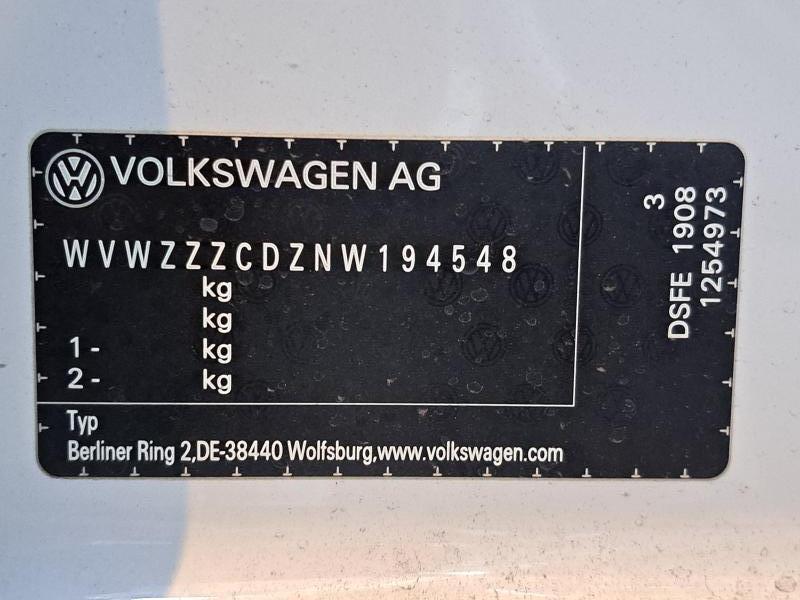 VOLKSWAGEN AG
WVWZZZCDZNW194548
kg
kg
1- kg
2- kg
Typ
Berliner Ring 2,DE-38440 Wolfsburg,www.volkswagen.com
3
DSFE 1908
1254973